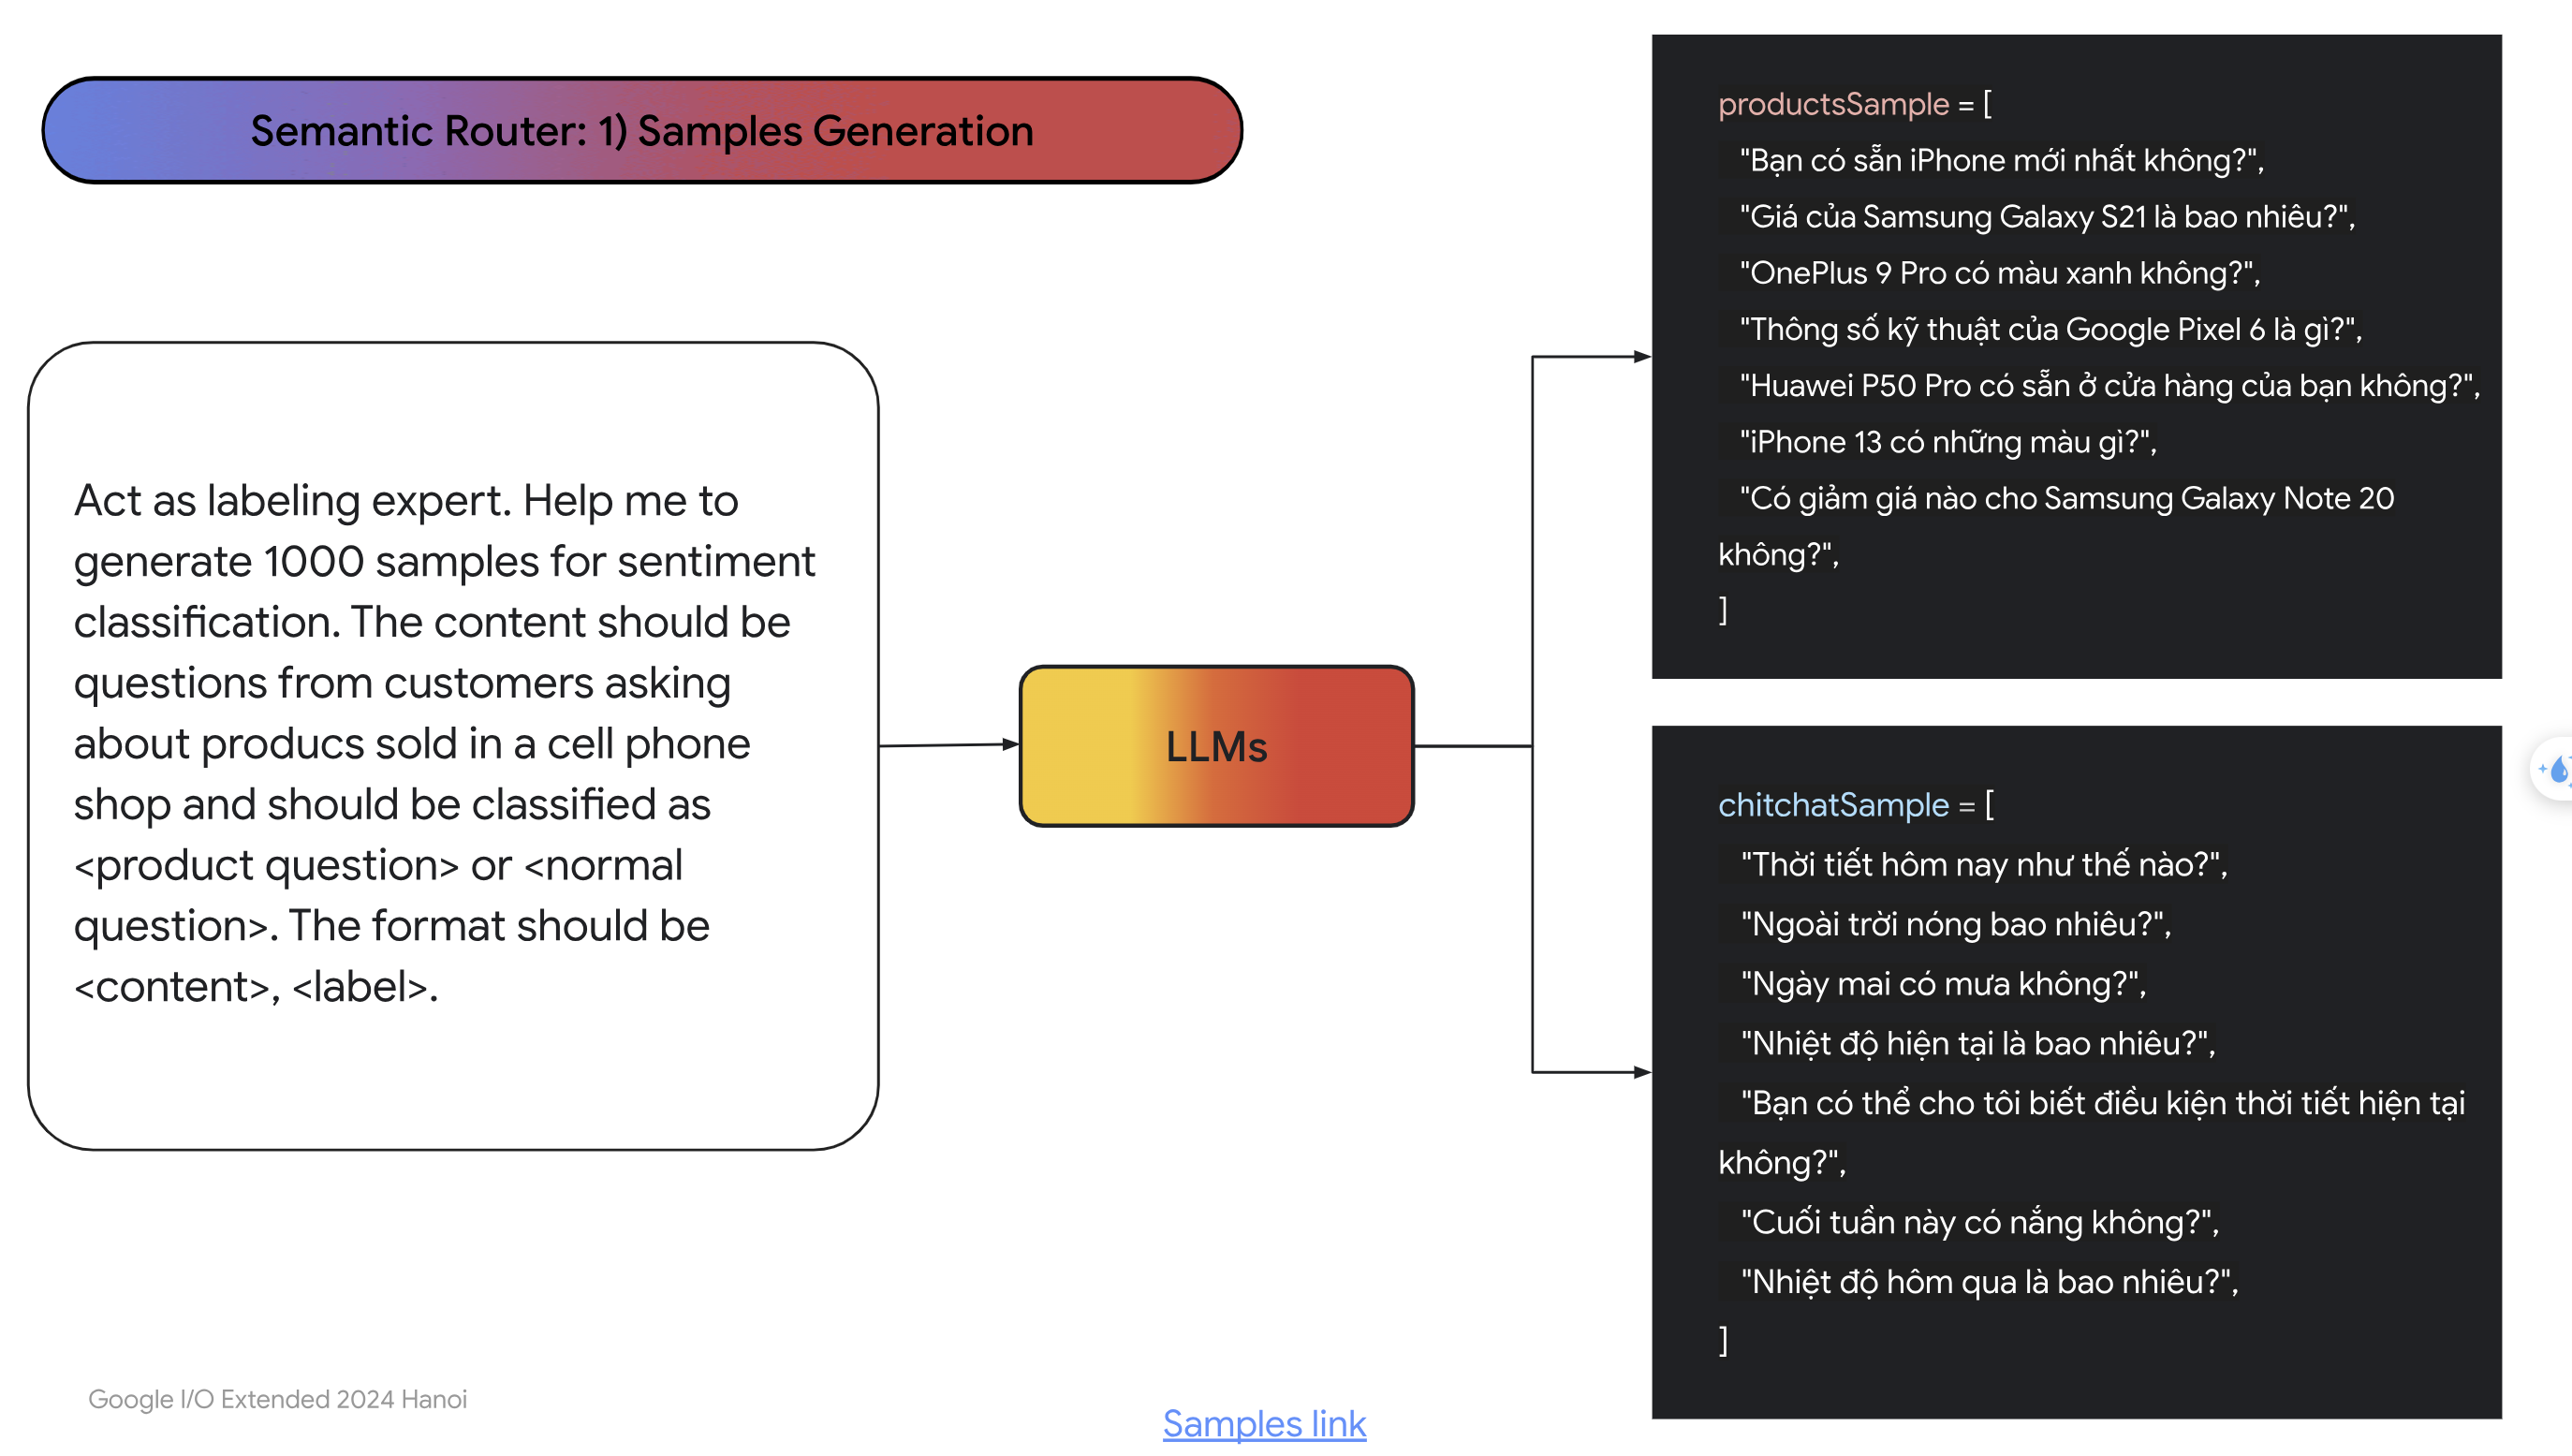 Semantic Router: 1) Samples Generation
Act as labeling expert. Help me to
generate 1000 samples for sentiment
classification. The content should be
questions from customers asking
about producs sold in a cell phone
shop and should be classified as
<product question> or <normal
question>. The format should be
<content>, <label>.
LLMs
productsSample = [
"Bạn có sẵn iPhone mới nhất không?",
"Giá của Samsung Galaxy S21 là bao nhiêu?",
"OnePlus 9 Pro có màu xanh không?",
"Thông số kỹ thuật của Google Pixel 6 là gì?",
"Huawei P50 Pro có sẵn ở cửa hàng của bạn không?",
"iPhone 13 có những màu gì?",
"Có giảm giá nào cho Samsung Galaxy Note 20
không?",
]
chitchatSample = [
"Thời tiết hôm nay như thế nào?",
"Ngoài trời nóng bao nhiêu?",
"Ngày mai có mưa không?",
"Nhiệt độ hiện tại là bao nhiêu?",
"Bạn có thể cho tôi biết điều kiện thời tiết hiện tại
không?",
"Cuối tuần này có nắng không?",
"Nhiệt độ hôm qua là bao nhiêu?",
]
Google I/O Extended 2024 Hanoi
Samples link